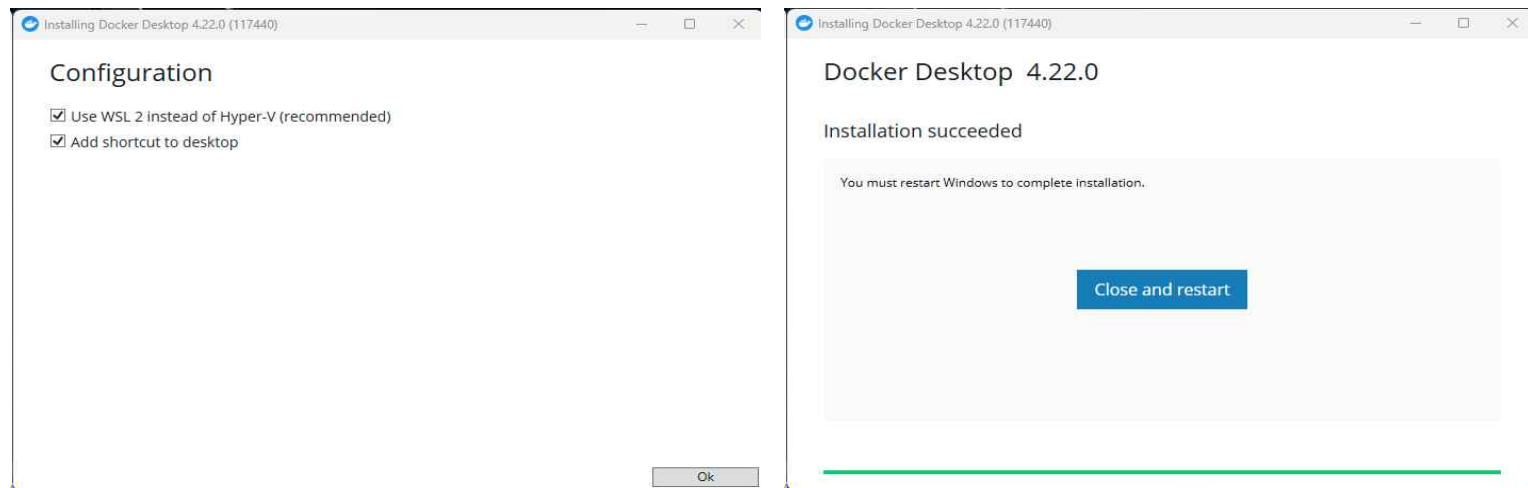 Installing Docker Desktop 4.22.0 (117440)
Configuration
Use WSL 2 instead of Hyper-V (recommended)
Add shortcut to desktop
Ok
Installing Docker Desktop 4.22.0 (117440)
Docker Desktop 4.22.0
Installation succeeded
You must restart Windows to complete installation.
Close and restart